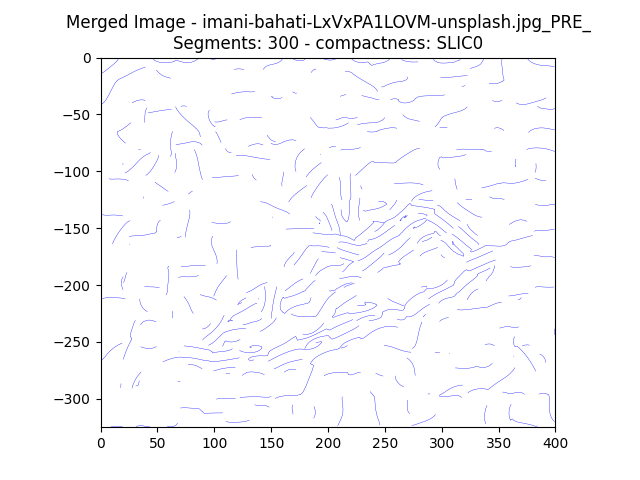 Merged Image - imani-bahati-LxVxPA1LOVM-unsplash.jpg_PRE_
Segments: 300 - compactness: SLIC0
0
−50
−100
−150
−200
−250
−300
0 50 100 150 200 250 300 350 400